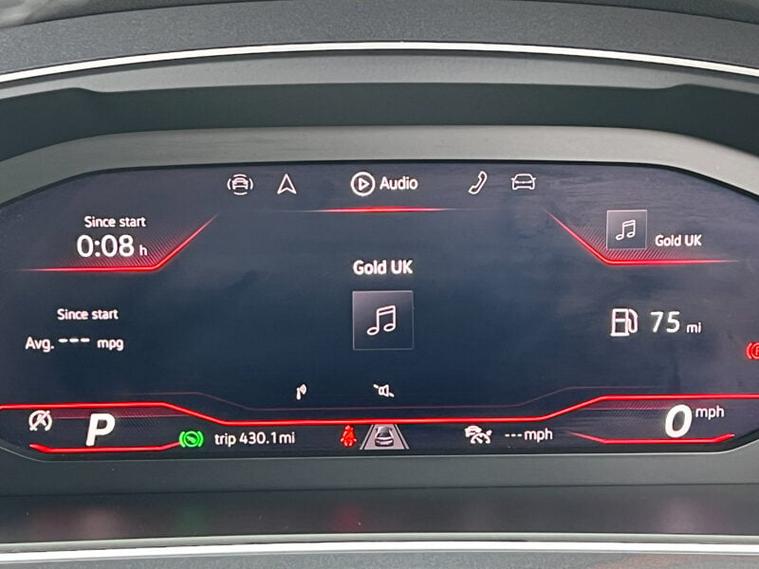 Audio
Since start
0:08 h
Gold UK
Gold UK
Since start
Avg. --- mpg
75 mi
P
trip 430.1 mi
--- mph
0 mph